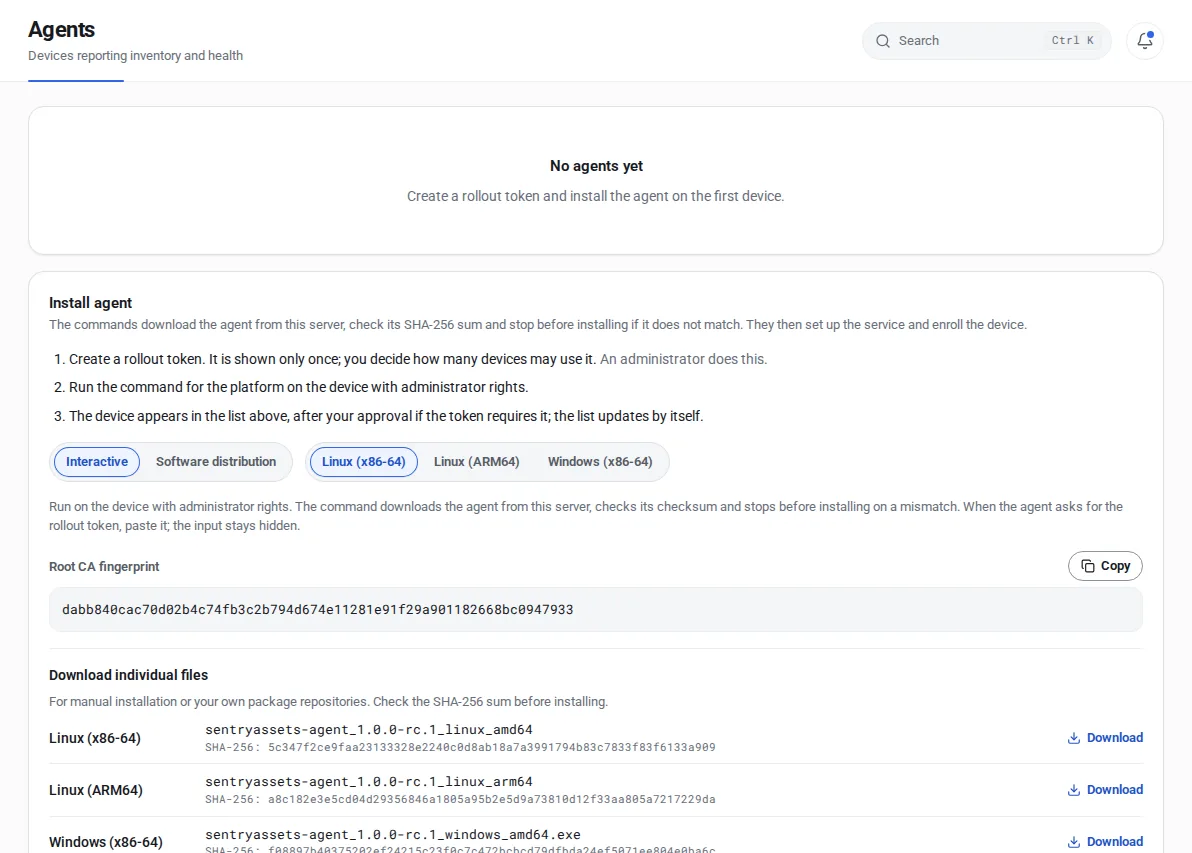 Agents
Devices reporting inventory and health
Search
Ctrl K
No agents yet
Create a rollout token and install the agent on the first device.
Install agent
The commands download the agent from this server, check its SHA-256 sum and stop before installing if it does not match. They then set up the service and enroll the device.
1. Create a rollout token. It is shown only once; you decide how many devices may use it. An administrator does this.
2. Run the command for the platform on the device with administrator rights.
3. The device appears in the list above, after your approval if the token requires it; the list updates by itself.
Interactive Software distribution Linux (x86-64) Linux (ARM64) Windows (x86-64)
Run on the device with administrator rights. The command downloads the agent from this server, checks its checksum and stops before installing on a mismatch. When the agent asks for the
rollout token, paste it; the input stays hidden.
Root CA fingerprint
Copy
dabb840cac70d02b4c74fb3c2b794d674e11281e91f29a901182668bc0947933
Download individual files
For manual installation or your own package repositories. Check the SHA-256 sum before installing.
Linux (x86-64)
sentryassets-agent_1.0.0-rc.1_linux_amd64
SHA-256: 5c347f2ce9faa23133328e2240c0d8ab18a7a3991794b83c7833f83f6133a909
Download
Linux (ARM64)
sentryassets-agent_1.0.0-rc.1_linux_arm64
SHA-256: a8c182e3e5cd04d29356846a1805a95b2e5d9a73810d12f33aa805a7217229da
Download
Windows (x86-64)
sentryassets-agent_1.0.0-rc.1_windows_amd64.exe
SHA-256:
Download